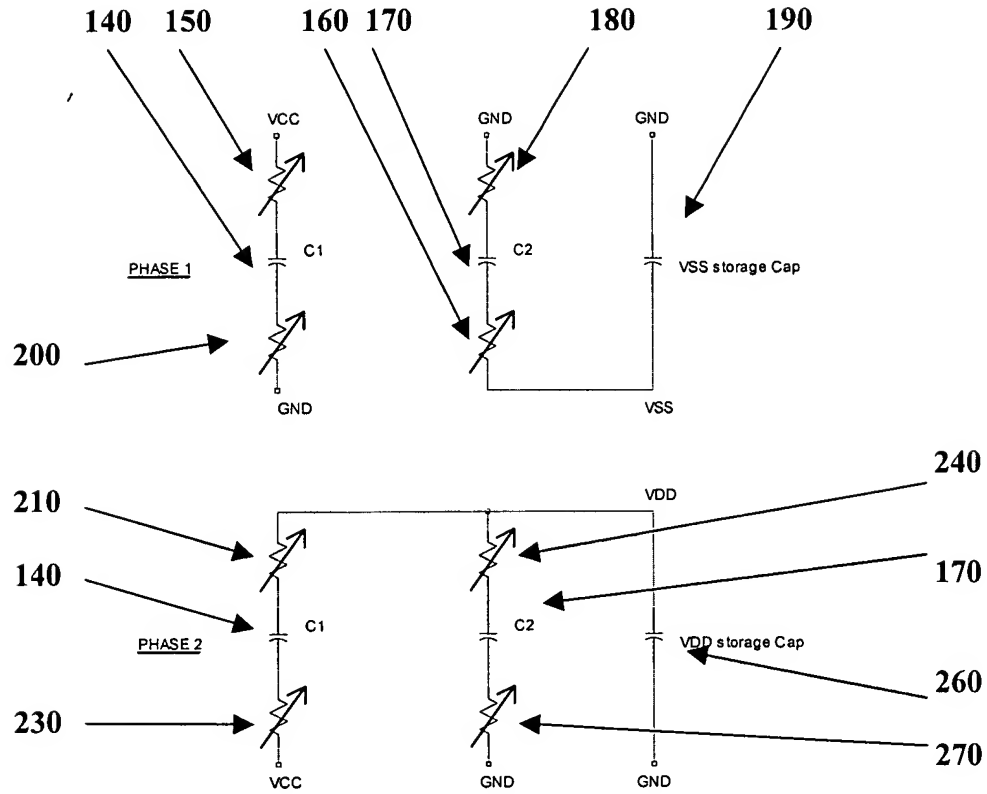 140 150 160 170 180 190
VCC GND GND
C1 C2
PHASE 1 VSS storage Cap
200
GND VSS
240
210 VDD
140 170
C1 C2
PHASE 2 VDD storage Cap
260
230
270
VCC GND GND